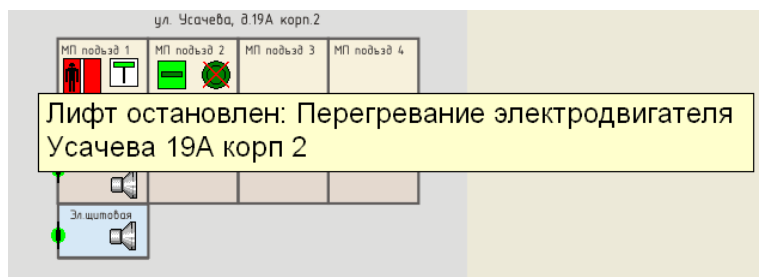 ул. Усачева, д.19А корп.2
МП подъзд 1 МП подъзд 2 МП подъзд 3 МП подъзд 4
Лифт остановлен: Перегревание электродвигателя
Усачева 19А корп 2
Эл.щитовая